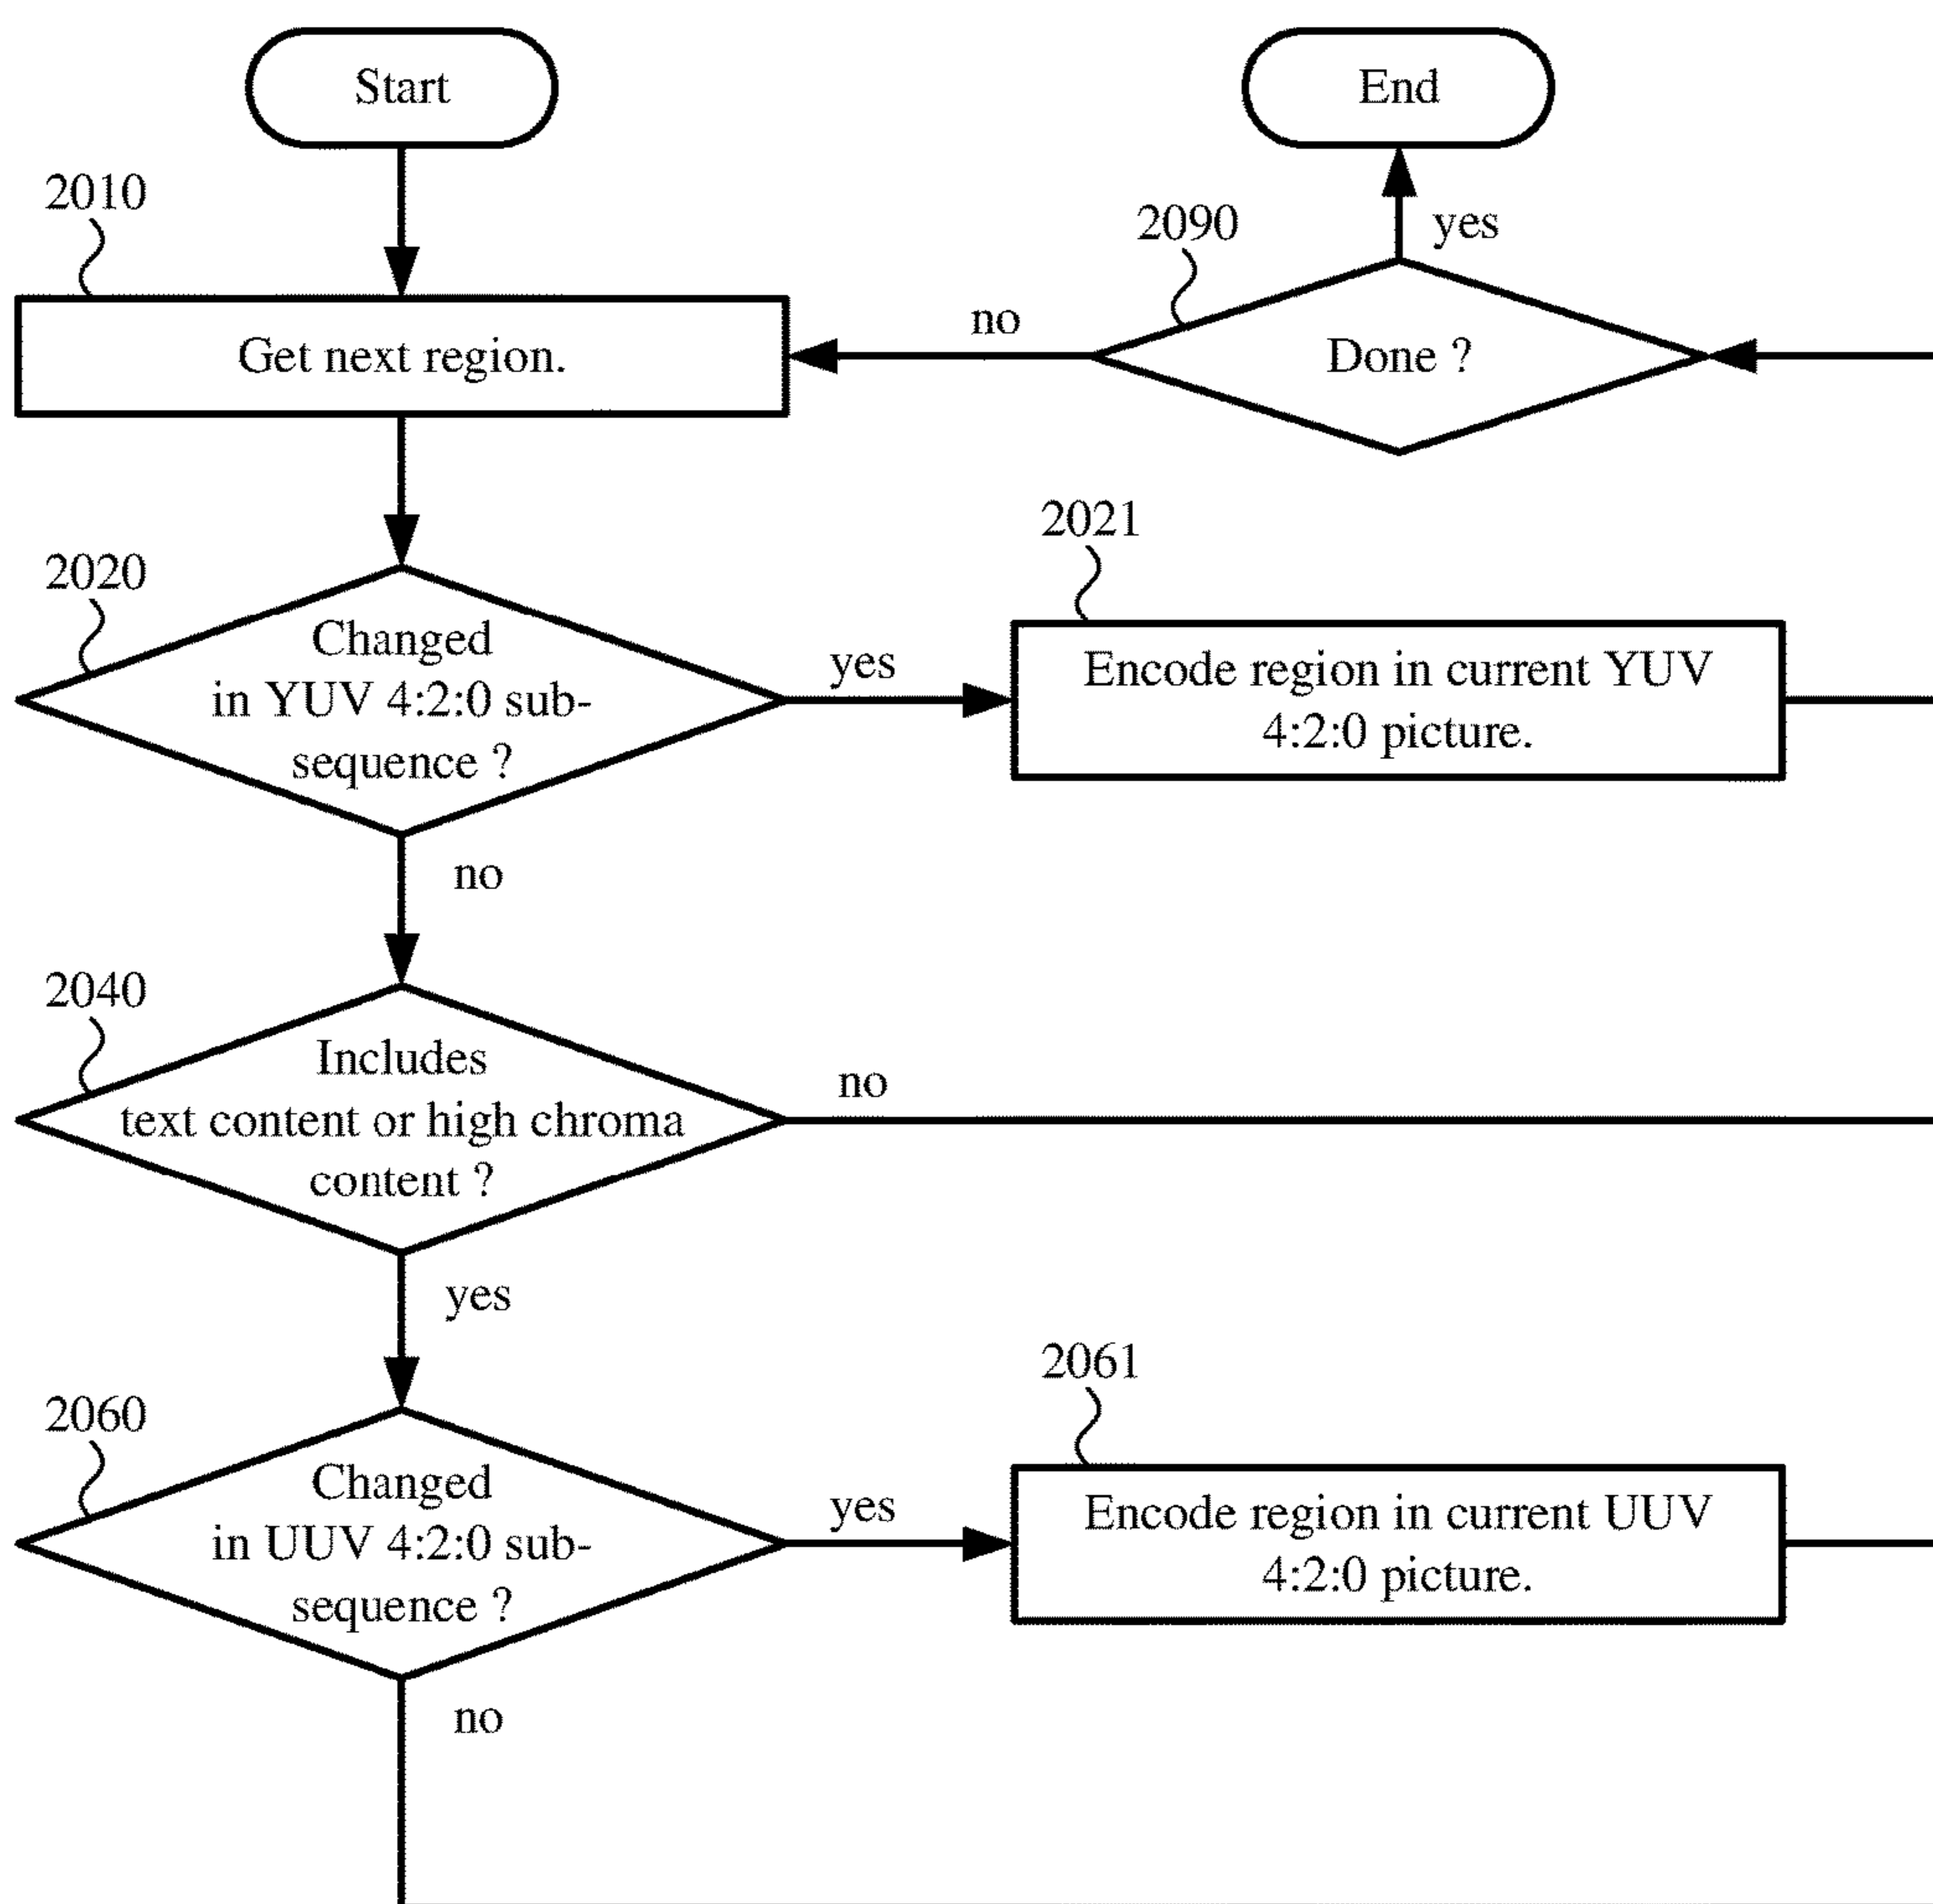 Start
End
2010
2090
yes
Get next region.
no
Done ?
2020
2021
Changed
in YUV 4:2:0 sub-
sequence ?
yes
Encode region in current YUV
4:2:0 picture.
no
2040
Includes
text content or high chroma
content ?
no
yes
2060
2061
Changed
in UUV 4:2:0 sub-
sequence ?
yes
Encode region in current UUV
4:2:0 picture.
no